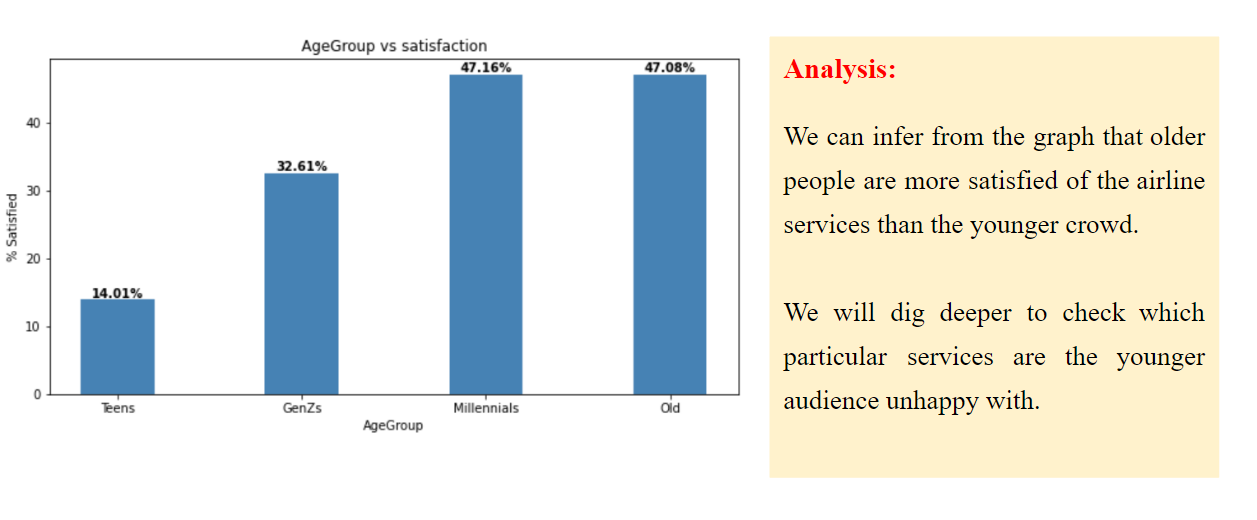 AgeGroup vs satisfaction
47.16%
47.08%
40
32.61%
30
% Satisfied
20
14.01%
10
0
Teens
GenZs
Millennials
Old
AgeGroup
Analysis:
We can infer from the graph that older
people are more satisfied of the airline
services than the younger crowd.
We will dig deeper to check which
particular services are the younger
audience unhappy with.